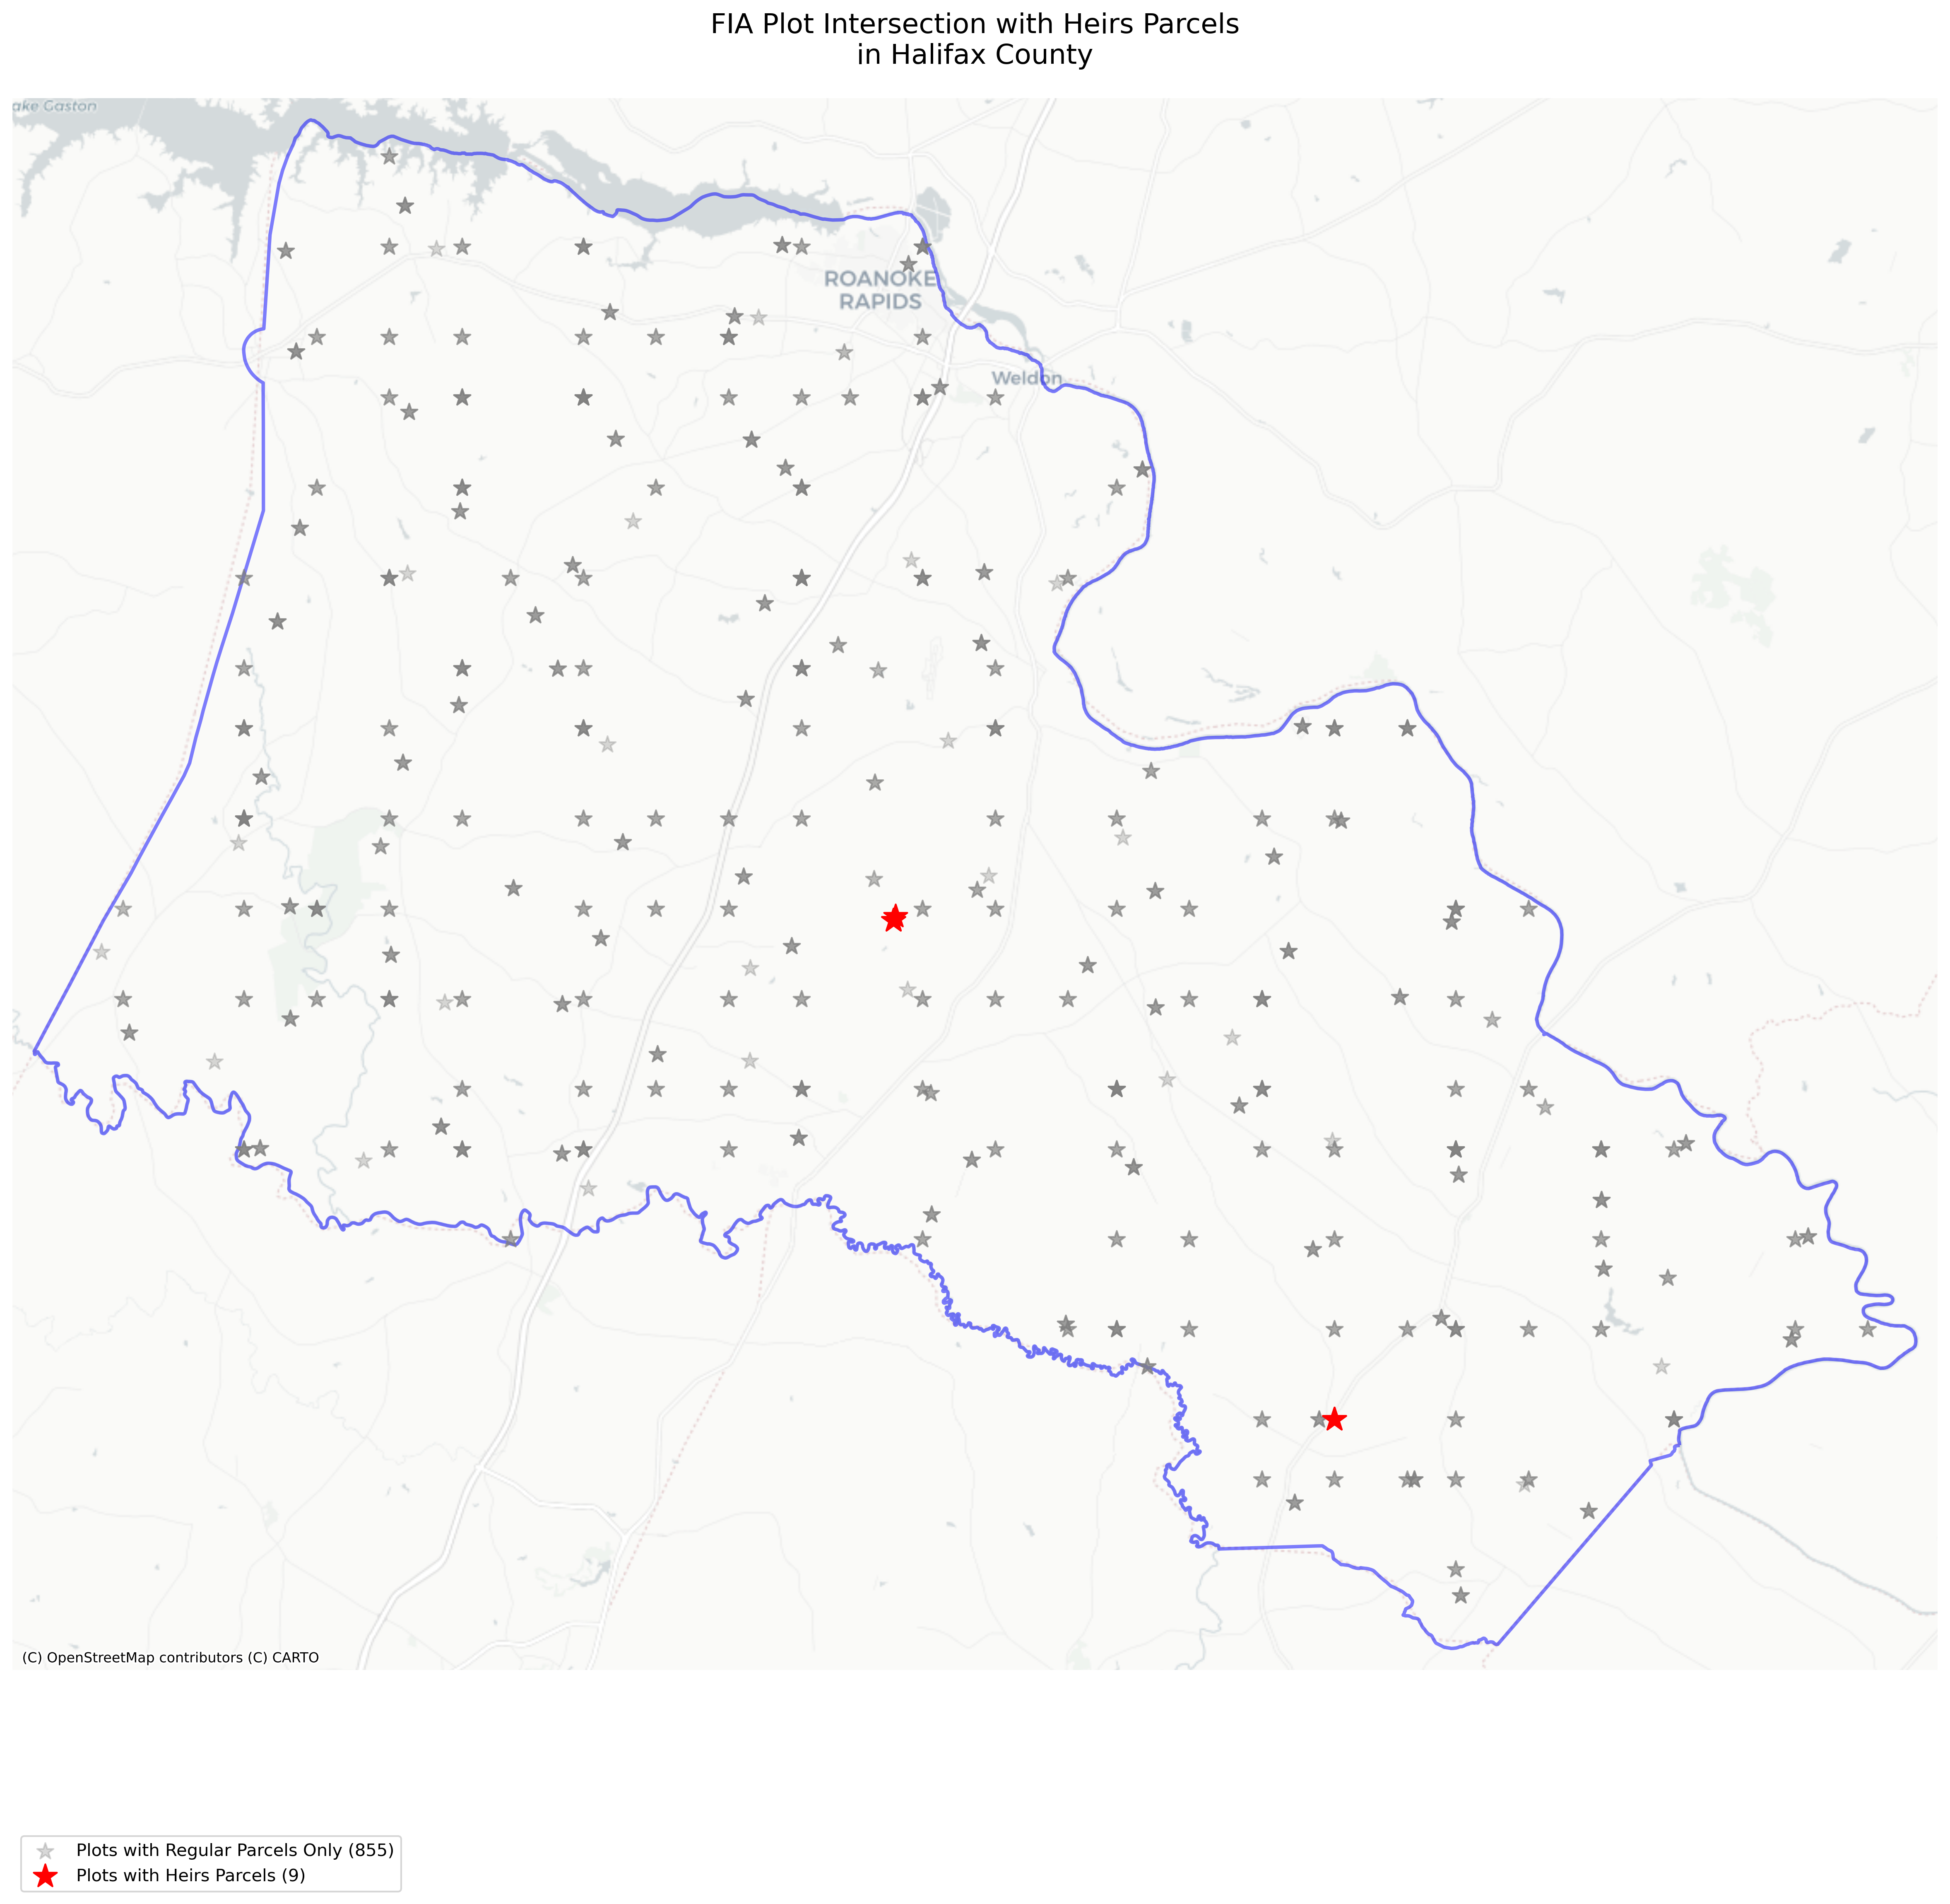 FIA Plot Intersection with Heirs Parcels
in Halifax County
ake Gaston
ROANOKE
RAPIDS
Weldon
(C) OpenStreetMap contributors (C) CARTO
Plots with Regular Parcels Only (855)
Plots with Heirs Parcels (9)